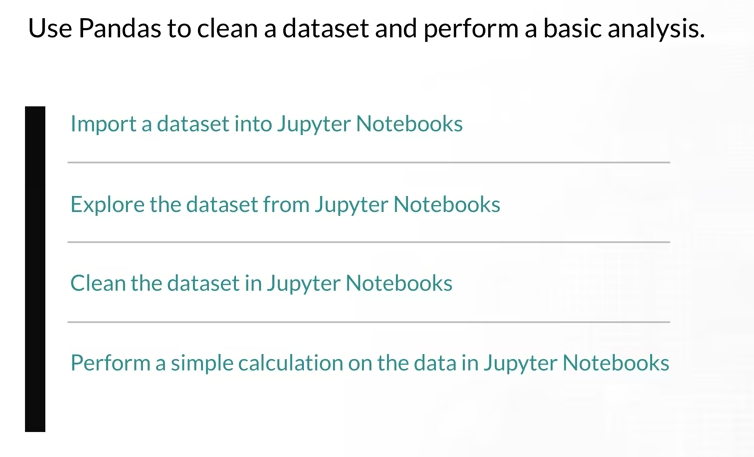 Use Pandas to clean a dataset and perform a basic analysis.
Import a dataset into Jupyter Notebooks
Explore the dataset from Jupyter Notebooks
Clean the dataset in Jupyter Notebooks
Perform a simple calculation on the data in Jupyter Notebooks